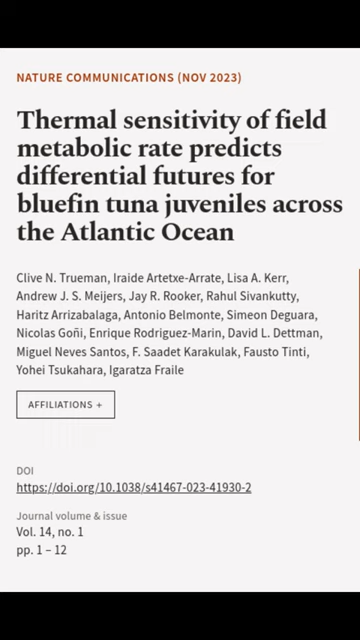 NATURE COMMUNICATIONS (NOV 2023)
Thermal sensitivity of field
metabolic rate predicts
differential futures for
bluefin tuna juveniles across
the Atlantic Ocean
Clive N. Trueman, Iraide Artetxe-Arrate, Lisa A. Kerr,
Andrew J. S. Meijers, Jay R. Rooker, Rahul Sivankutty,
Haritz Arrizabalaga, Antonio Belmonte, Simeon Deguara,
Nicolas Goñi, Enrique Rodriguez-Marin, David L. Dettman,
Miguel Neves Santos, F. Saadet Karakulak, Fausto Tinti,
Yohei Tsukahara, Igaratza Fraile
AFFILIATIONS +
DOI
https://doi.org/10.1038/s41467-023-41930-2
Journal volume & issue
Vol. 14, no. 1
pp. 1 – 12